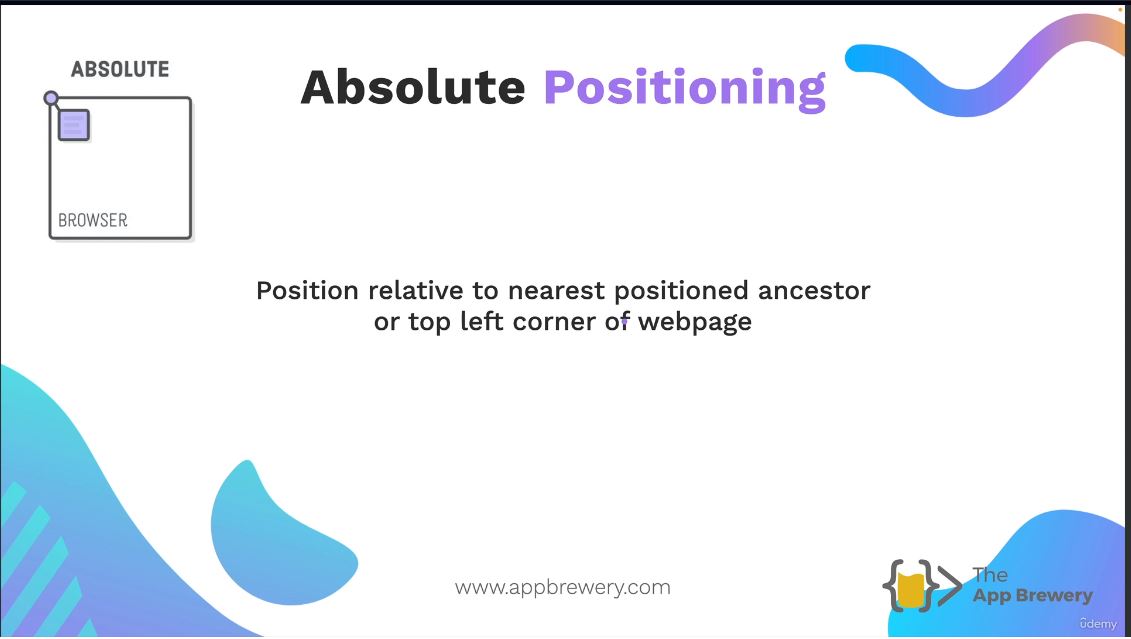 ABSOLUTE
Absolute Positioning
BROWSER
Position relative to nearest positioned ancestor
or top left corner of webpage
www.appbrewery.com
The
App Brewery
ûdemy